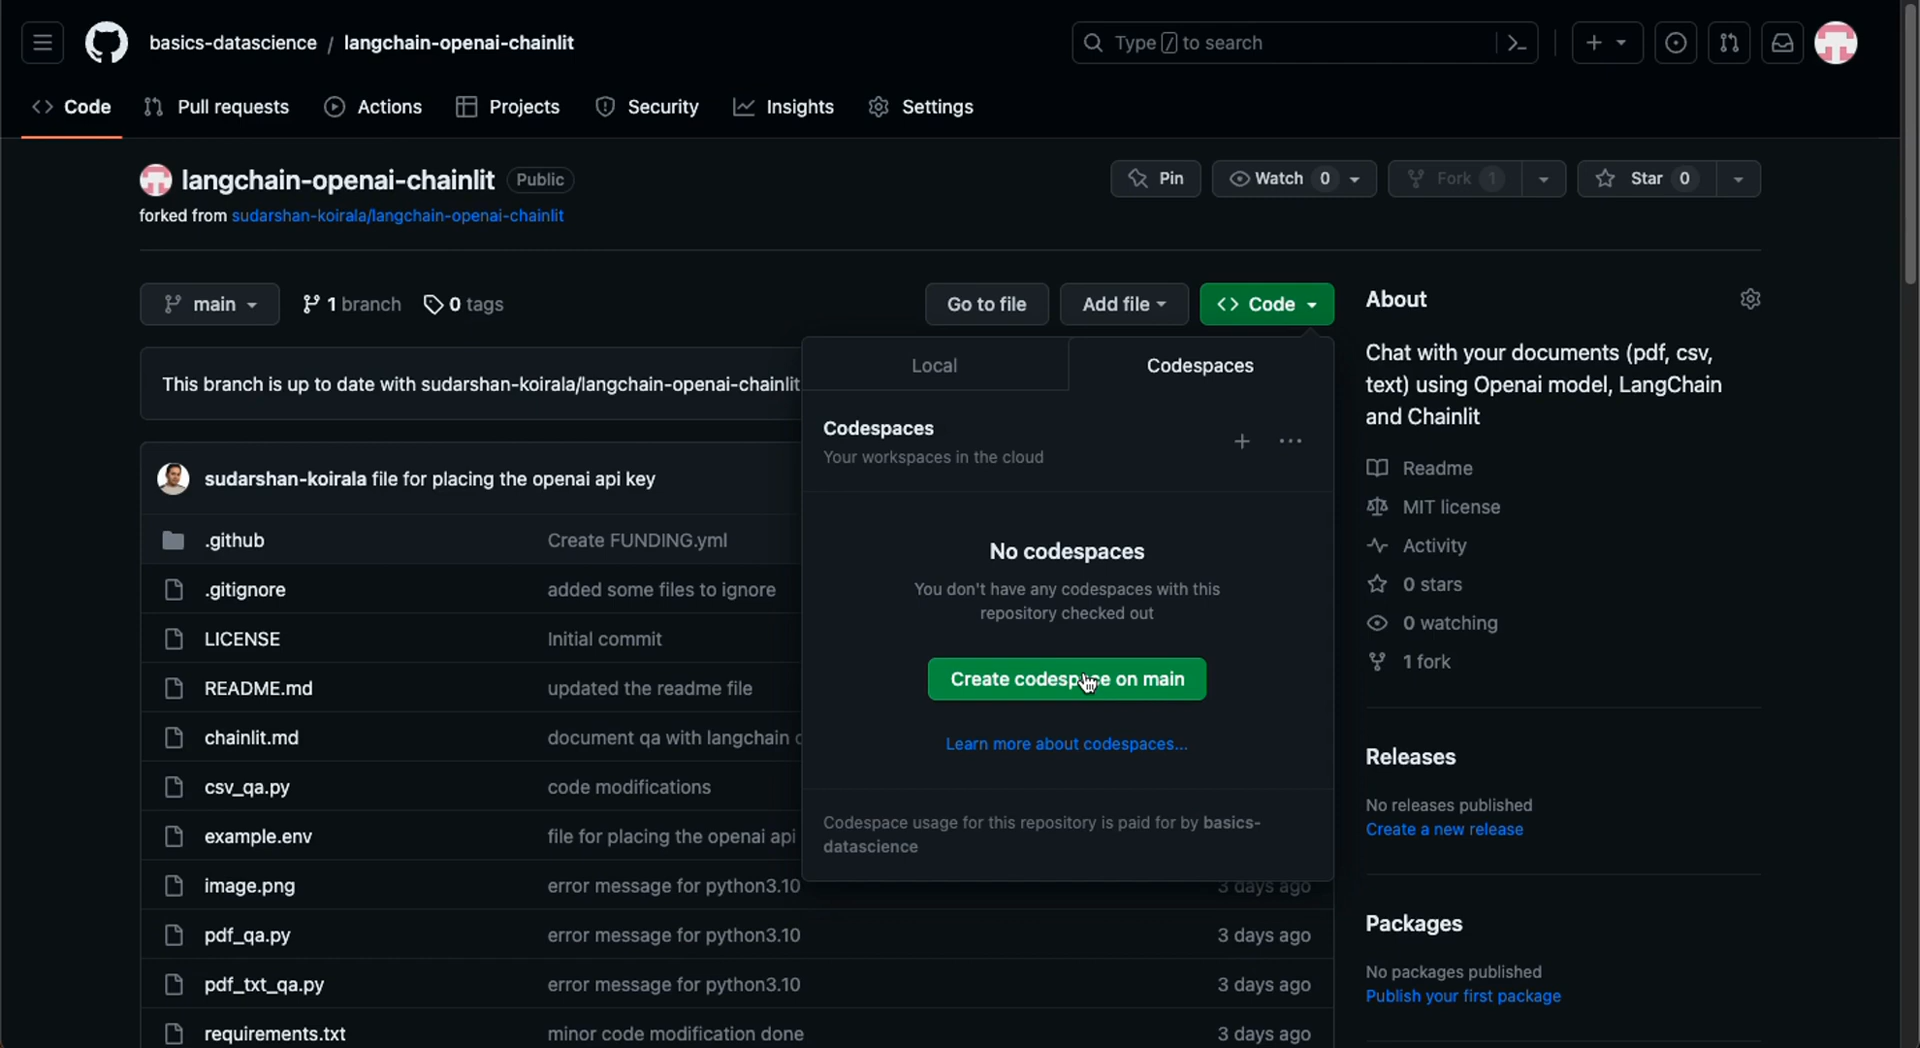 basics-datascience / langchain-openai-chainlit
Type / to search
Code Pull requests Actions Projects Security Insights Settings
langchain-openai-chainlit Public
Pin Watch 0 Fork 1 Star 0
forked from sudarshan-koirala/langchain-openai-chainlit
main 1 branch 0 tags Go to file Add file <> Code
This branch is up to date with sudarshan-koirala/langchain-openai-chainlit
sudarshan-koirala file for placing the openai api key
.github Create FUNDING.yml
.gitignore added some files to ignore
LICENSE Initial commit
README.md updated the readme file
chainlit.md document qa with langchain
csv_qa.py code modifications
example.env file for placing the openai api
image.png error message for python3.10 3 days ago
pdf_qa.py error message for python3.10 3 days ago
pdf_txt_qa.py error message for python3.10 3 days ago
requirements.txt minor code modification done 3 days ago
Local Codespaces
Codespaces
Your workspaces in the cloud
No codespaces
You don't have any codespaces with this
repository checked out
Create codespace on main
Learn more about codespaces...
Codespace usage for this repository is paid for by basics-
datascience
About
Chat with your documents (pdf, csv,
text) using Openai model, LangChain
and Chainlit
Readme
MIT license
Activity
0 stars
0 watching
1 fork
Releases
No releases published
Create a new release
Packages
No packages published
Publish your first package